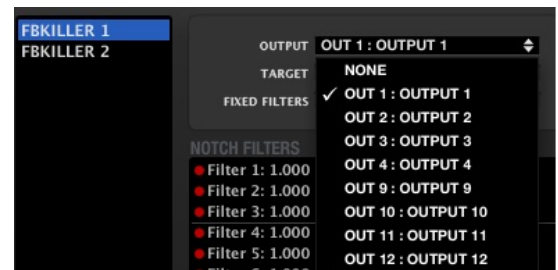 FBKILLER 1
FBKILLER 2
OUTPUT OUT 1 : OUTPUT 1
TARGET
FIXED FILTERS
NONE
✓ OUT 1 : OUTPUT 1
OUT 2 : OUTPUT 2
OUT 3 : OUTPUT 3
OUT 4 : OUTPUT 4
OUT 9 : OUTPUT 9
OUT 10 : OUTPUT 10
OUT 11 : OUTPUT 11
OUT 12 : OUTPUT 12
NOTCH FILTERS
Filter 1: 1.000
Filter 2: 1.000
Filter 3: 1.000
Filter 4: 1.000
Filter 5: 1.000